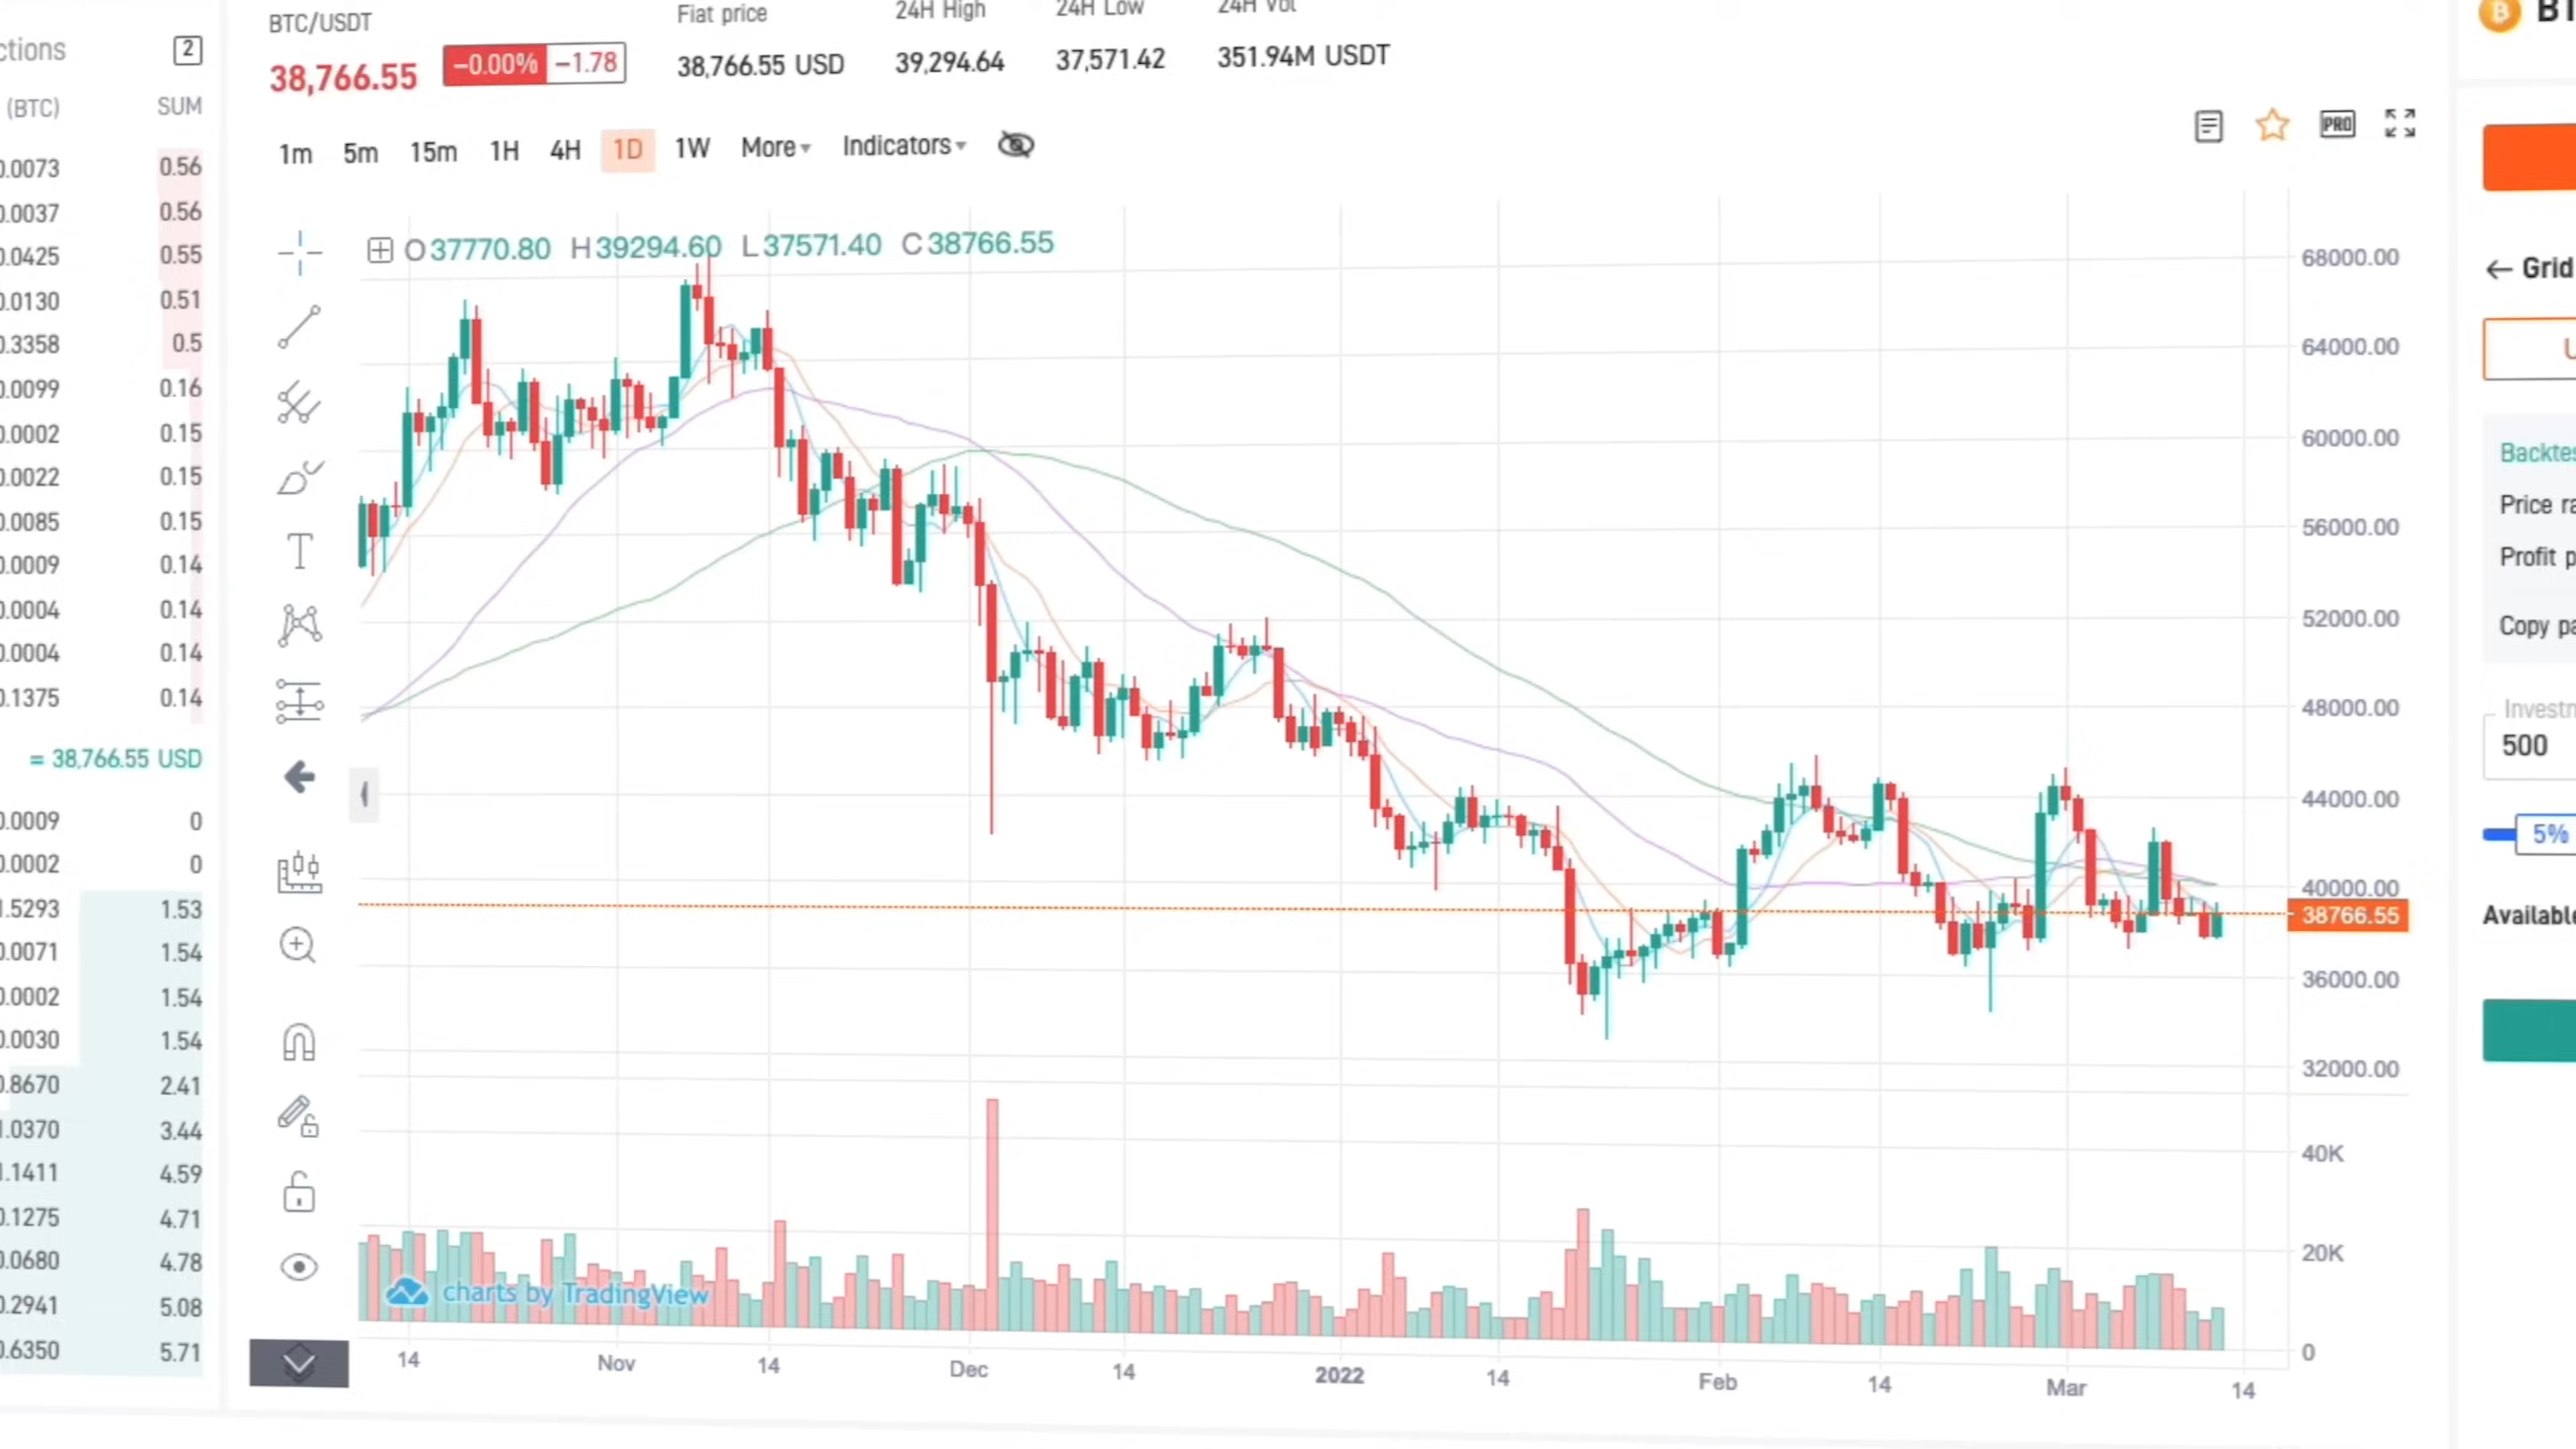 BTC/USDT
Fiat price
24H High
24H Low
24H Vol
38,766.55
−0.00%
−1.78
38,766.55 USD
39,294.64
37,571.42
351.94M USDT
1m 5m 15m 1H 4H 1D 1W More Indicators
PRO
O37770.80 H39294.60 L37571.40 C38766.55
ctions
2
(BTC) SUM
0.0073 0.56
0.0037 0.56
0.0425 0.55
0.0130 0.51
0.3358 0.5
0.0099 0.16
0.0002 0.15
0.0022 0.15
0.0085 0.15
0.0009 0.14
0.0004 0.14
0.0004 0.14
0.1375 0.14
= 38,766.55 USD
0.0009 0
0.0002 0
1.5293 1.53
0.0071 1.54
0.0002 1.54
0.0030 1.54
0.8670 2.41
1.0370 3.44
1.1411 4.59
0.1275 4.71
0.0680 4.78
0.2941 5.08
0.6350 5.71
T
68000.00
64000.00
60000.00
56000.00
52000.00
48000.00
44000.00
40000.00
38766.55
36000.00
32000.00
40K
20K
0
charts by TradingView
14 Nov 14 Dec 14 2022 14 Feb 14 Mar 14
BT
← Grid
Backtes
Price ra
Profit p
Copy pa
Investm
500
5%
Available